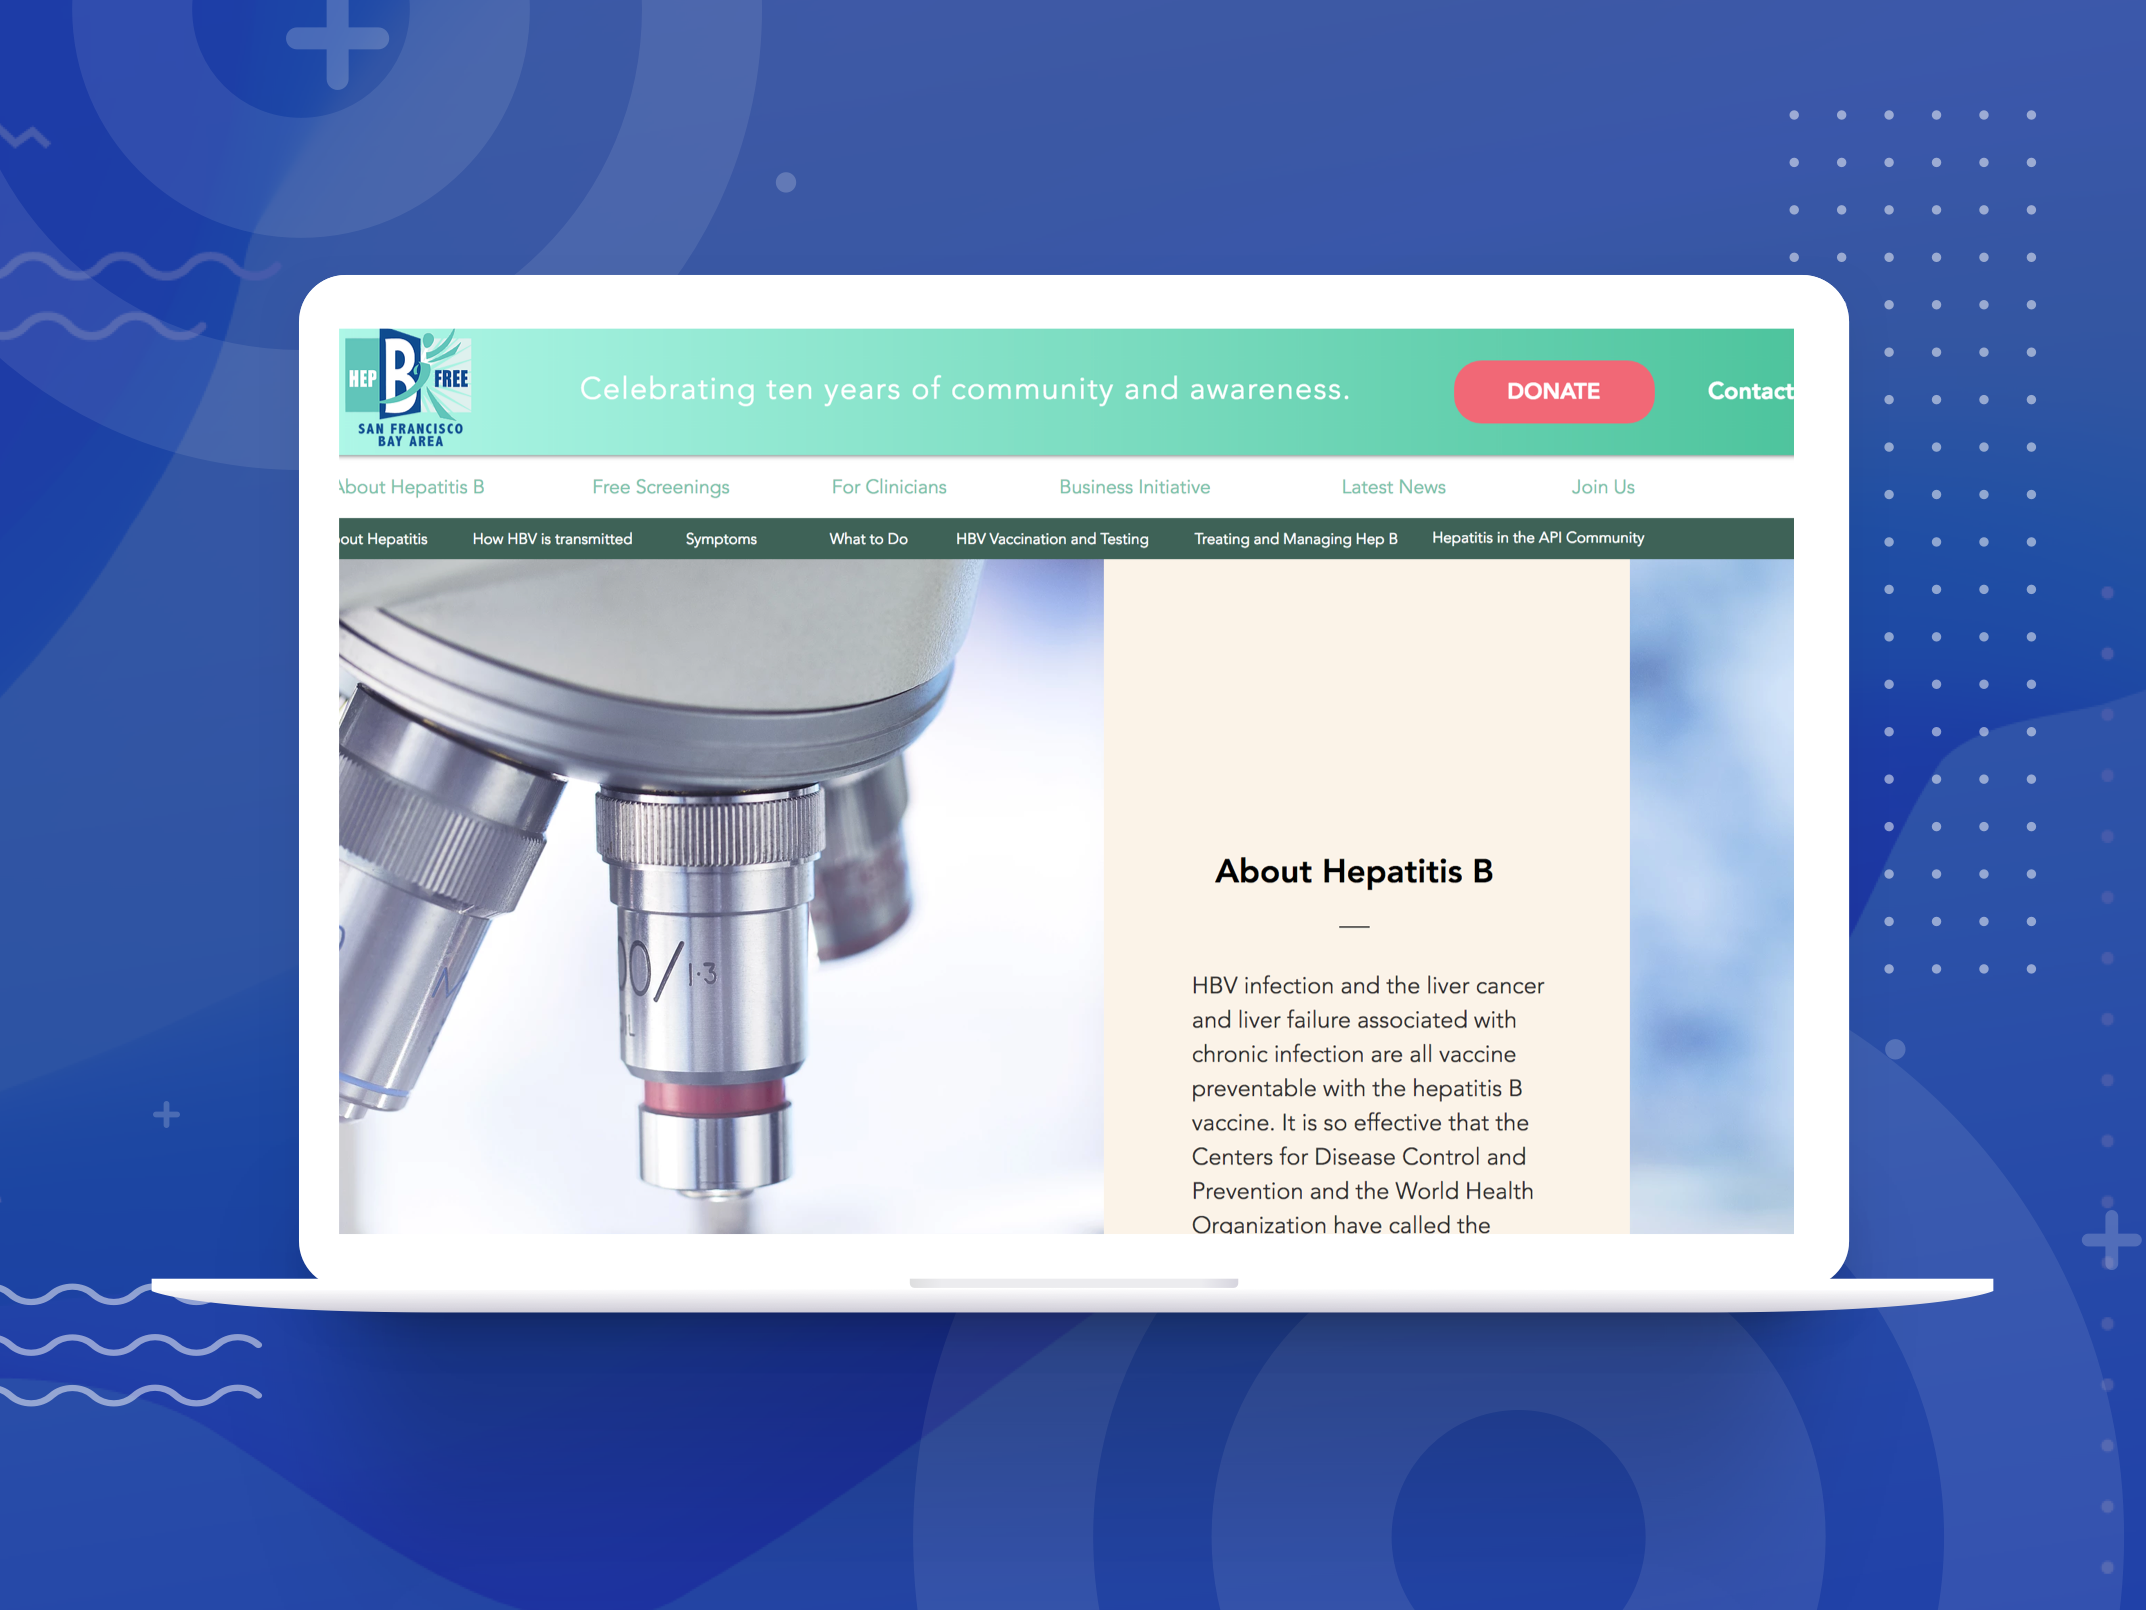 HEP B FREE
SAN FRANCISCO
BAY AREA
Celebrating ten years of community and awareness.
DONATE
Contact
About Hepatitis B
Free Screenings
For Clinicians
Business Initiative
Latest News
Join Us
out Hepatitis
How HBV is transmitted
Symptoms
What to Do
HBV Vaccination and Testing
Treating and Managing Hep B
Hepatitis in the API Community
00/1·3
About Hepatitis B
HBV infection and the liver cancer
and liver failure associated with
chronic infection are all vaccine
preventable with the hepatitis B
vaccine. It is so effective that the
Centers for Disease Control and
Prevention and the World Health
Organization have called the